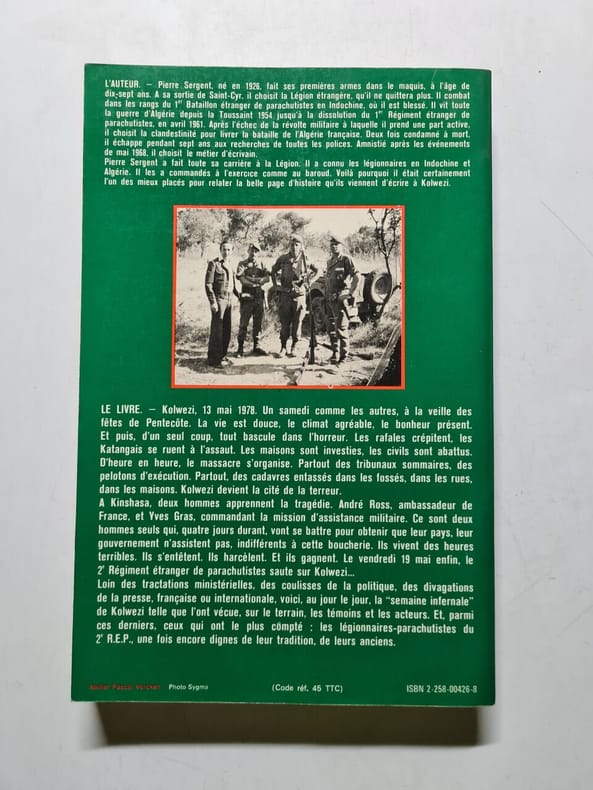 L'AUTEUR. – Pierre Sergent, né en 1926, fait ses premières armes dans le maquis, à l'âge de
dix-sept ans. A sa sortie de Saint-Cyr, il choisit la Légion étrangère, qu'il ne quittera plus. Il combat
dans les rangs du 1er Bataillon étranger de parachutistes en Indochine, où il est blessé. Il vit toute
la guerre d'Algérie depuis la Toussaint 1954 jusqu'à la dissolution du 1er Régiment étranger de
parachutistes, en avril 1961. Après l'échec de la révolte militaire à laquelle il prend une part active,
il choisit la clandestinité pour livrer la bataille de l'Algérie française. Deux fois condamné à mort,
il échappe pendant sept ans aux recherches de toutes les polices. Amnistié après les événements
de mai 1968, il choisit le métier d'écrivain.
Pierre Sergent a fait toute sa carrière à la Légion. Il a connu les légionnaires en Indochine et
Algérie. Il les a commandés à l'exercice comme au baroud. Voilà pourquoi il était certainement
l'un des mieux placés pour relater la belle page d'histoire qu'ils viennent d'écrire à Kolwezi.
LE LIVRE. – Kolwezi, 13 mai 1978. Un samedi comme les autres, à la veille des
fêtes de Pentecôte. La vie est douce, le climat agréable, le bonheur présent.
Et puis, d'un seul coup, tout bascule dans l'horreur. Les rafales crépitent, les
Katangais se ruent à l'assaut. Les maisons sont investies, les civils sont abattus.
D'heure en heure, le massacre s'organise. Partout des tribunaux sommaires, des
pelotons d'exécution. Partout, des cadavres entassés dans les fossés, dans les rues,
dans les maisons. Kolwezi devient la cité de la terreur.
A Kinshasa, deux hommes apprennent la tragédie. André Ross, ambassadeur de
France, et Yves Gras, commandant la mission d'assistance militaire. Ce sont deux
hommes seuls qui, quatre jours durant, vont se battre pour obtenir que leur pays, leur
gouvernement n'assistent pas, indifférents à cette boucherie. Ils vivent des heures
terribles. Ils s'entêtent. Ils harcèlent. Et ils gagnent. Le vendredi 19 mai enfin, le
2e Régiment étranger de parachutistes saute sur Kolwezi...
Loin des tractations ministérielles, des coulisses de la politique, des divagations
de la presse, française ou internationale, voici, au jour le jour, la "semaine infernale"
de Kolwezi telle que l'ont vécue, sur le terrain, les témoins et les acteurs. Et, parmi
ces derniers, ceux qui ont le plus compté : les légionnaires-parachutistes du
2e R.E.P., une fois encore dignes de leur tradition, de leurs anciens.
Atelier Pascal Vercken Photo Sygma (Code réf. 45 TTC) ISBN 2-258-00426-8